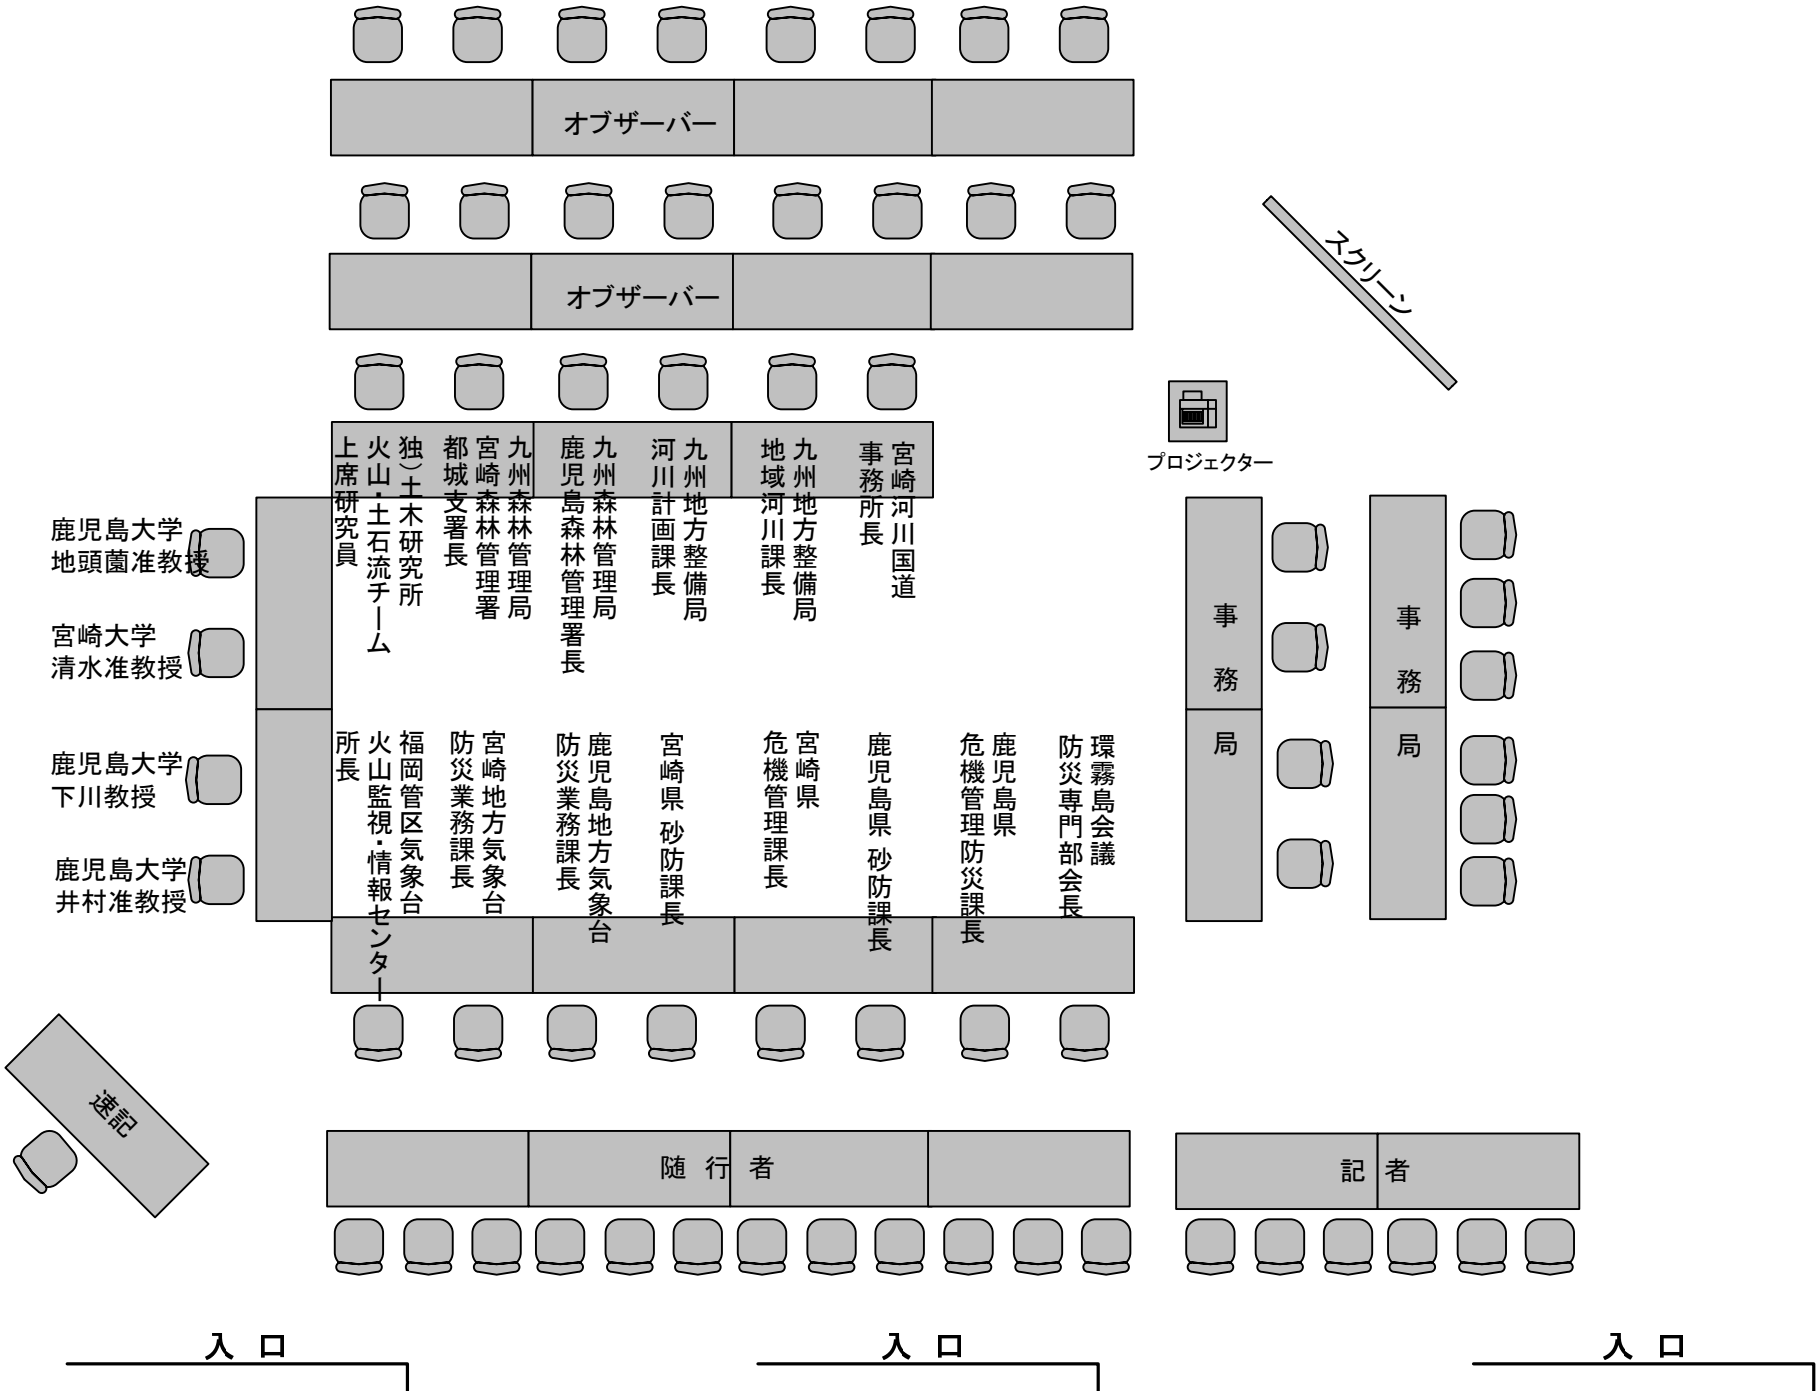 オブザーバー
オブザーバー
スクリーン
プロジェクター
独）土木研究所
火山・土石流チーム
上席研究員
九州森林管理局
宮崎森林管理署
都城支署長
九州森林管理局
鹿児島森林管理署長
九州地方整備局
河川計画課長
九州地方整備局
地域河川課長
宮崎河川国道
事務所長
鹿児島大学
地頭薗准教授
宮崎大学
清水准教授
鹿児島大学
下川教授
鹿児島大学
井村准教授
事務局
事務局
福岡管区気象台
火山監視・情報センター
所長
宮崎地方気象台
防災業務課長
鹿児島地方気象台
防災業務課長
宮崎県 砂防課長
宮崎県
危機管理課長
鹿児島県 砂防課長
鹿児島県
危機管理防災課長
環霧島会議
防災専門部会長
速記
随 行 者
記 者
入 口
入 口
入 口